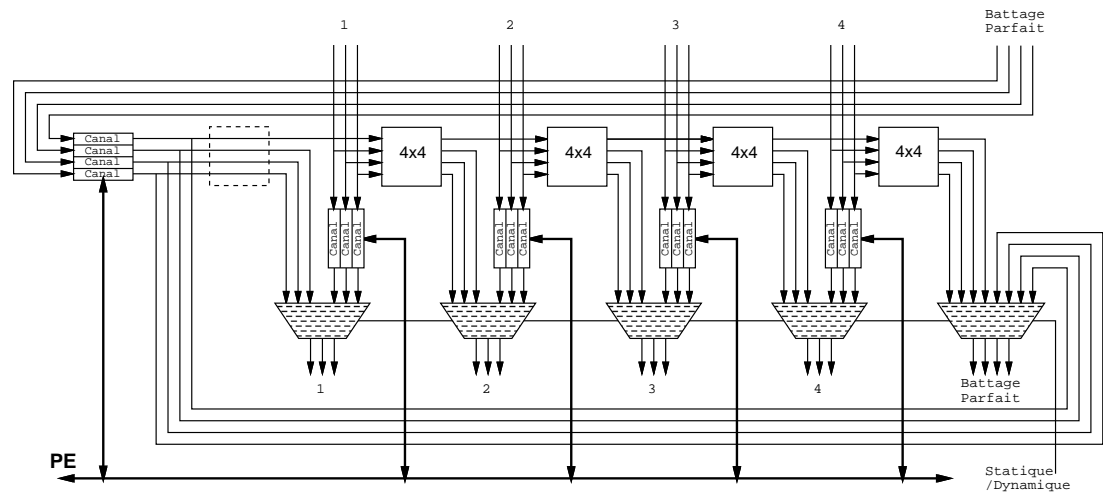 1
2
3
4
Battage
Parfait
Canal
Canal
Canal
Canal
4x4
4x4
4x4
4x4
Canal
Canal
Canal
Canal
Canal
Canal
Canal
Canal
Canal
Canal
Canal
Canal
1
2
3
4
Battage
Parfait
PE
Statique
/Dynamique